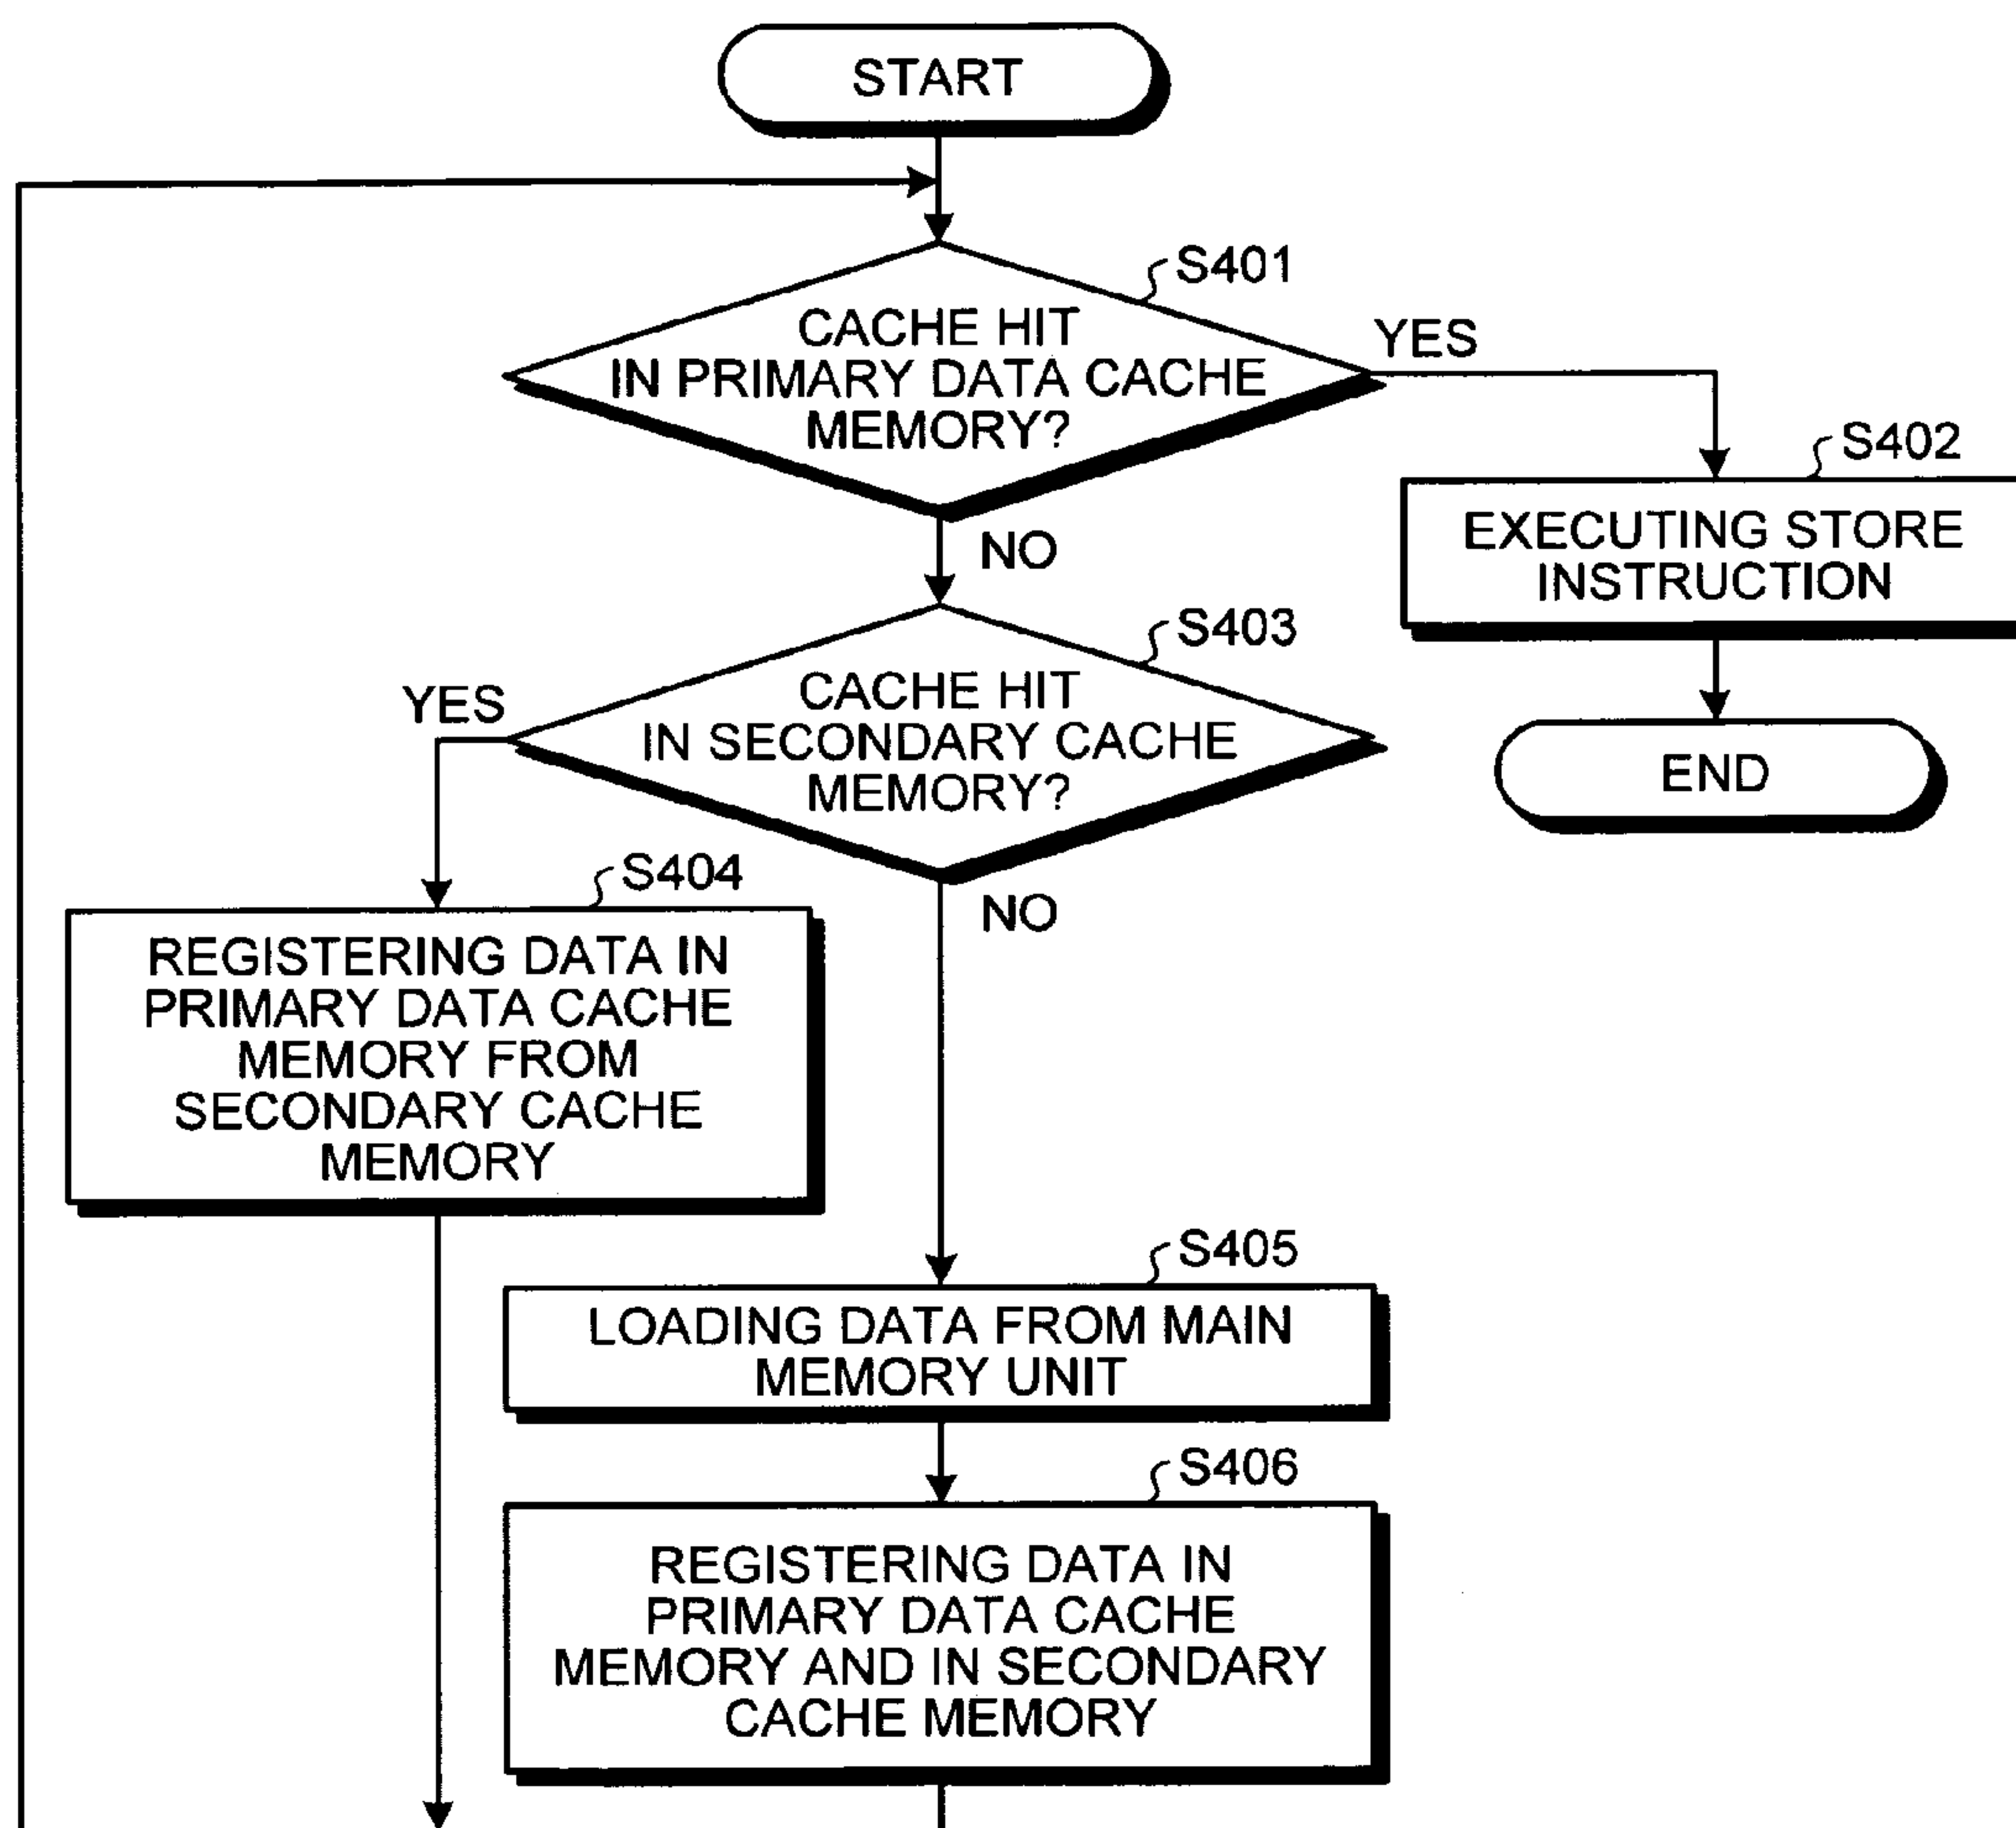 START
S401
CACHE HIT
IN PRIMARY DATA CACHE
MEMORY?
YES
NO
S402
EXECUTING STORE
INSTRUCTION
END
S403
CACHE HIT
IN SECONDARY CACHE
MEMORY?
YES
NO
S404
REGISTERING DATA IN
PRIMARY DATA CACHE
MEMORY FROM
SECONDARY CACHE
MEMORY
S405
LOADING DATA FROM MAIN
MEMORY UNIT
S406
REGISTERING DATA IN
PRIMARY DATA CACHE
MEMORY AND IN SECONDARY
CACHE MEMORY